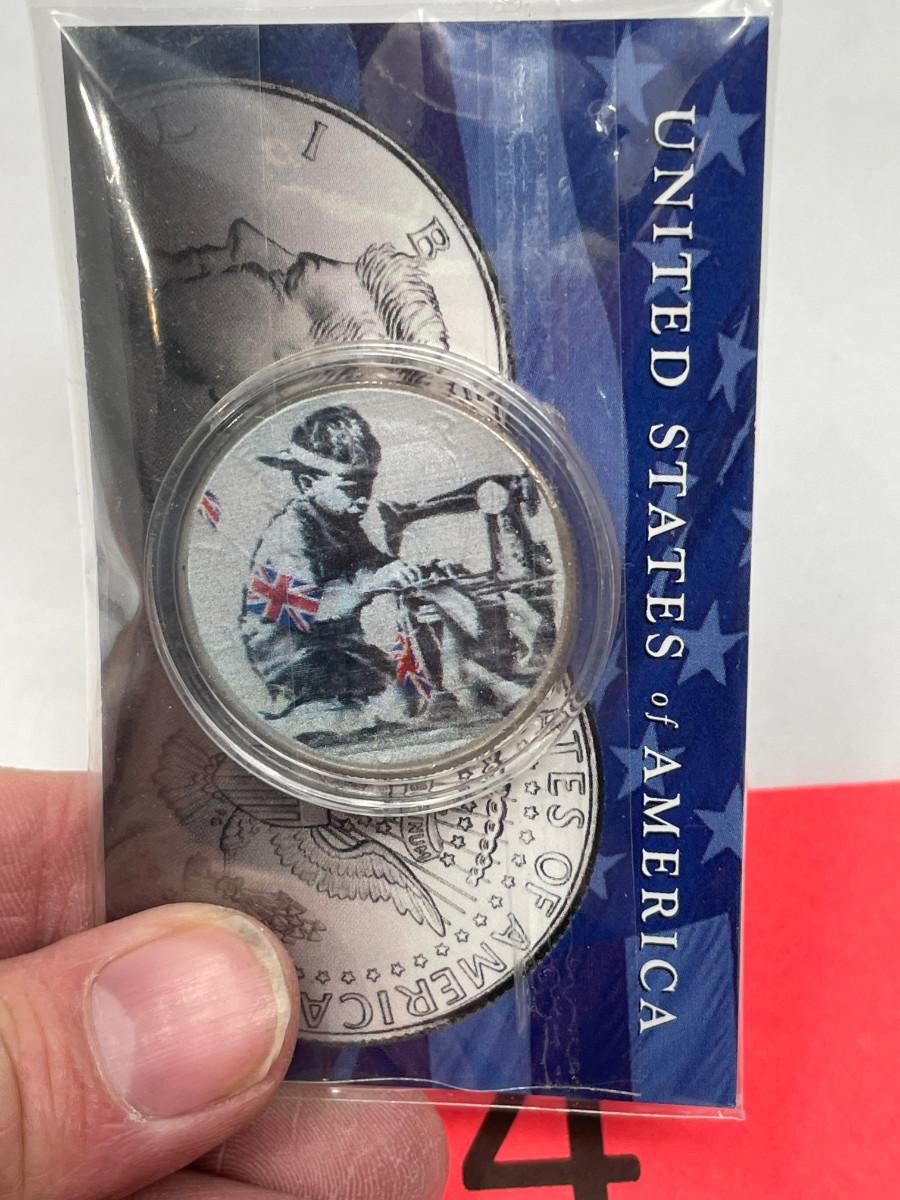 UNITED STATES of AMERICA
E I B
TES OF AMERICA
4